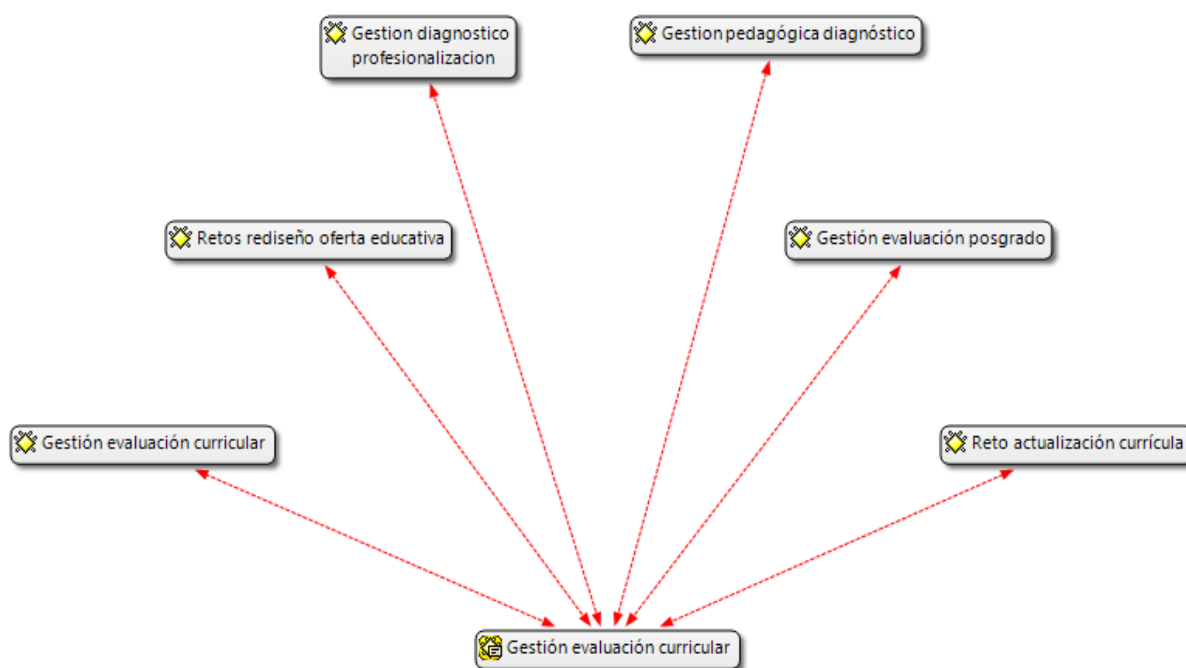 Gestion diagnostico
profesionalizacion
Gestion pedagógica diagnóstico
Retos rediseño oferta educativa
Gestión evaluación posgrado
Gestión evaluación curricular
Reto actualización currícula
Gestión evaluación curricular